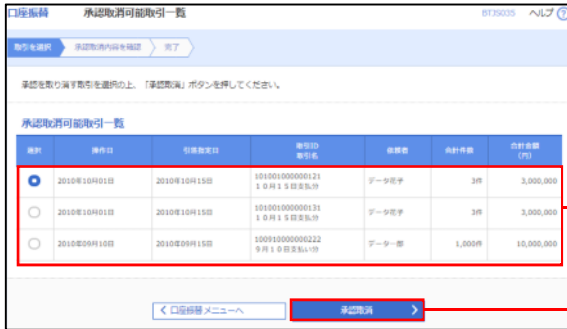 口座振替 承認取消可能取引一覧 BTJS035 ヘルプ ?
取引を選択 承認取消内容を確認 完了
承認を取り消す取引を選択の上、「承認取消」ボタンを押してください。
承認取消可能取引一覧
選択 操作日 引落指定日 取引ID 取引名 依頼者 合計件数 合計金額 (円)
2010年10月01日 2010年10月15日 101001000000121 データ花子 3件 3,000,000
10月15日支払分
2010年10月01日 2010年10月15日 101001000000131 データ花子 3件 3,000,000
10月15日支払分
2010年09月10日 2010年09月15日 100910000000222 データ一郎 1,000件 10,000,000
9月10日支払い分
口座振替メニューへ 承認取消